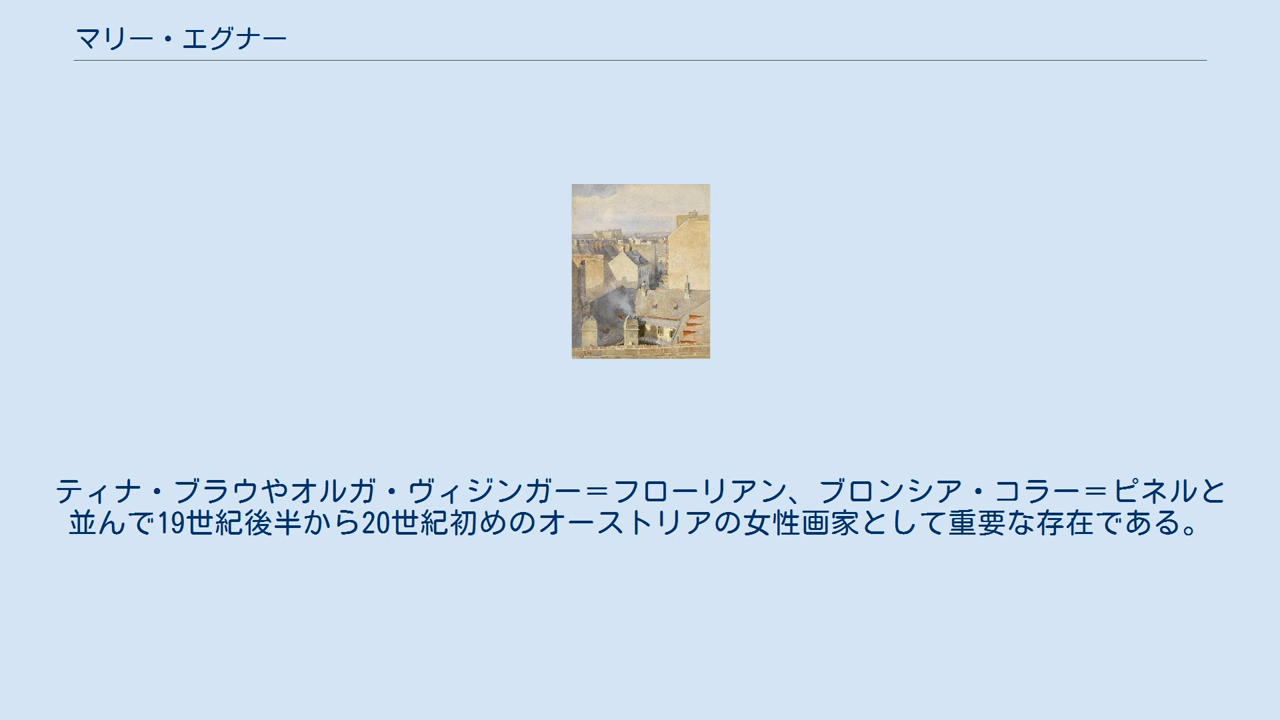 マリー・エグナー
ティナ・ブラウやオルガ・ヴィジンガー＝フローリアン、ブロンシア・コラー＝ピネルと
並んで19世紀後半から20世紀初めのオーストリアの女性画家として重要な存在である。